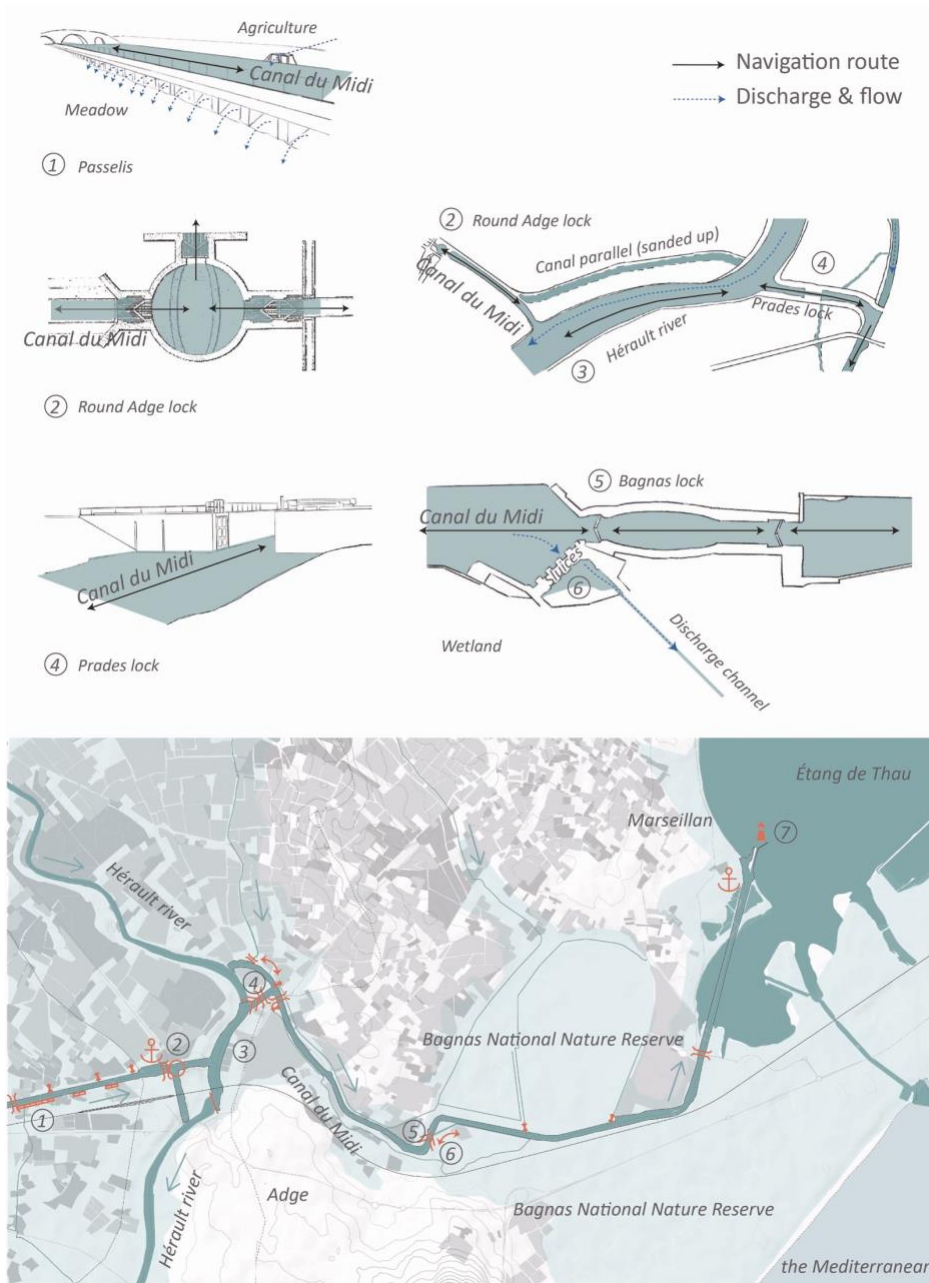 Agriculture
Canal du Midi
Meadow
① Passelis
Navigation route
Discharge & flow
Canal du Midi
② Round Adge lock
② Round Adge lock
Canal parallel (sanded up)
④
Canal du Midi
Prades lock
Hérault river
③
Canal du Midi
④ Prades lock
⑤ Bagnas lock
Canal du Midi
⑥
Wetland
Discharge channel
Étang de Thau
Marseillan
⑦
Hérault river
④
②
③
Bagnas National Nature Reserve
①
Canal du Midi
⑤
⑥
Hérault river
Adge
Bagnas National Nature Reserve
the Mediterranean